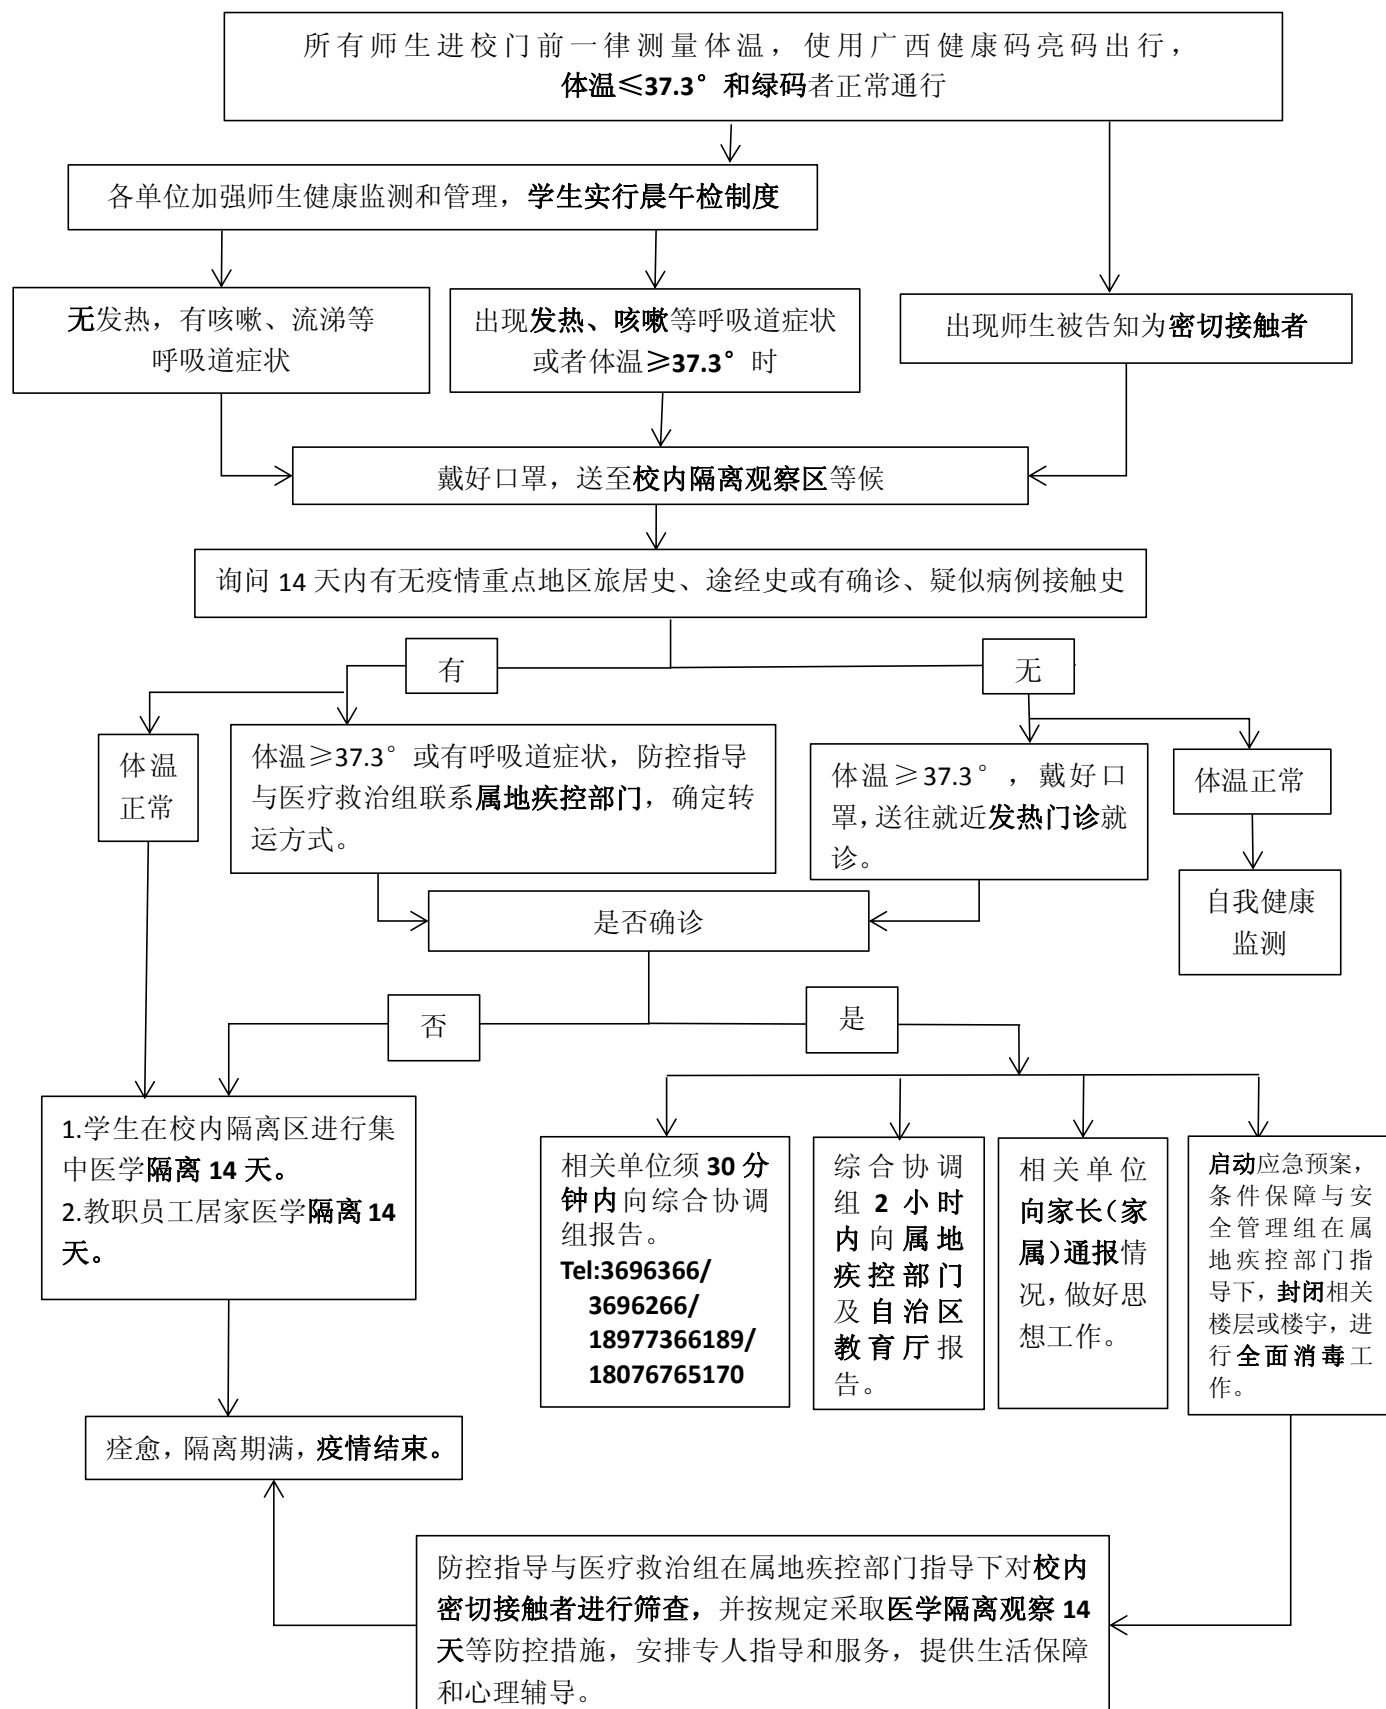 所有师生进校门前一律测量体温，使用广西健康码亮码出行，
体温≤37.3°和绿码者正常通行
各单位加强师生健康监测和管理，学生实行晨午检制度
无发热，有咳嗽、流涕等
呼吸道症状
出现发热、咳嗽等呼吸道症状
或者体温≥37.3°时
出现师生被告知为密切接触者
戴好口罩，送至校内隔离观察区等候
询问 14 天内有无疫情重点地区旅居史、途经史或有确诊、疑似病例接触史
有
无
体温
正常
体温≥37.3°或有呼吸道症状，防控指导
与医疗救治组联系属地疾控部门，确定转
运方式。
体温≥37.3°，戴好口
罩，送往就近发热门诊就
诊。
体温正常
自我健康
监测
是否确诊
否
是
1.学生在校内隔离区进行集
中医学隔离 14 天。
2.教职员工居家医学隔离 14
天。
相关单位须 30 分
钟内向综合协调
组报告。
Tel:3696366/
3696266/
18977366189/
18076765170
综合协调
组 2 小时
内向属地
疾控部门
及自治区
教育厅报
告。
相关单位
向家长（家
属）通报情
况，做好思
想工作。
启动应急预案，
条件保障与安
全管理组在属
地疾控部门指
导下，封闭相关
楼层或楼宇，进
行全面消毒工
作。
痊愈，隔离期满，疫情结束。
防控指导与医疗救治组在属地疾控部门指导下对校内
密切接触者进行筛查，并按规定采取医学隔离观察 14
天等防控措施，安排专人指导和服务，提供生活保障
和心理辅导。